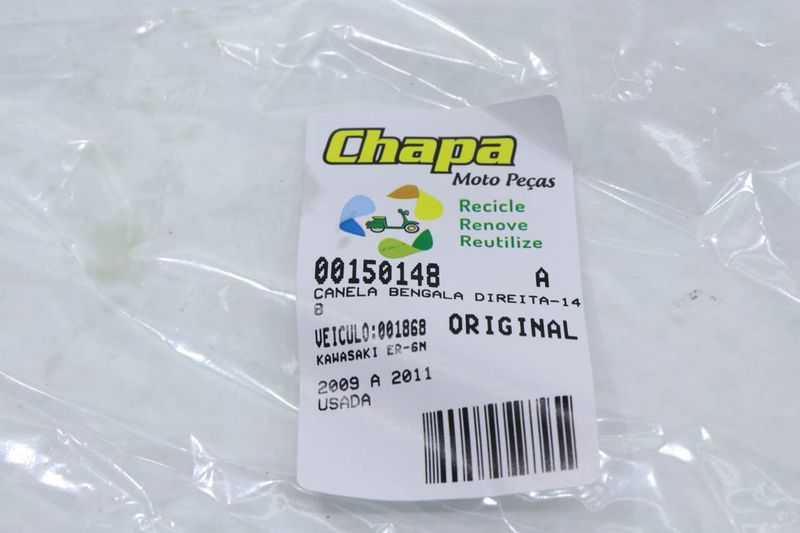 Chapa
Moto Peças
Recicle
Renove
Reutilize
00150148 A
CANELA BENGALA DIREITA-14
8
VEICULO:001868 ORIGINAL
KAWASAKI ER-6N
2009 A 2011
USADA